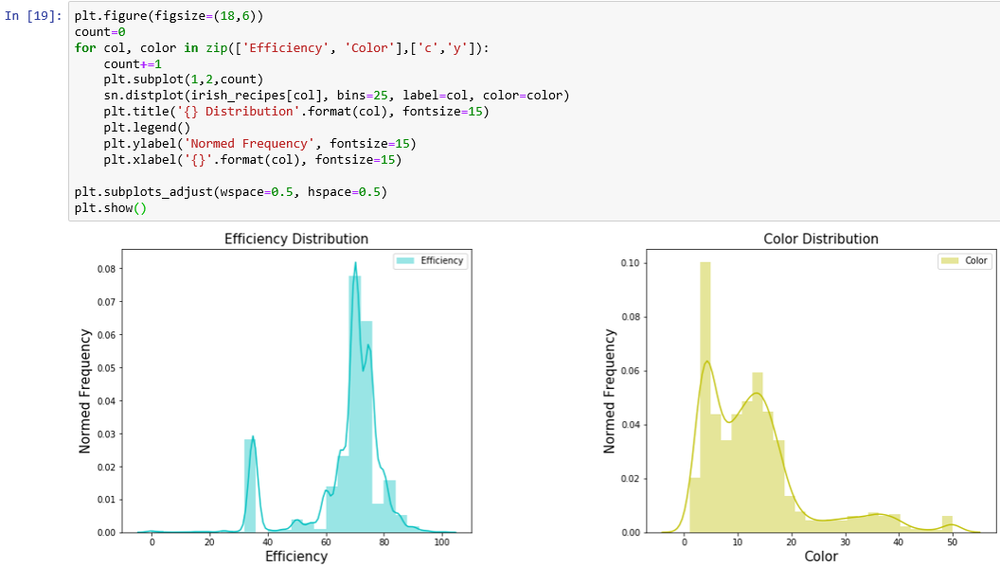 In [19]: plt.figure(figsize=(18,6))
count=0
for col, color in zip(['Efficiency', 'Color'],['c','y']):
    count+=1
    plt.subplot(1,2,count)
    sn.distplot(irish_recipes[col], bins=25, label=col, color=color)
    plt.title('{} Distribution'.format(col), fontsize=15)
    plt.legend()
    plt.ylabel('Normed Frequency', fontsize=15)
    plt.xlabel('{}'.format(col), fontsize=15)
plt.subplots_adjust(wspace=0.5, hspace=0.5)
plt.show()
Efficiency Distribution
Efficiency
0.08
0.07
0.06
0.05
0.04
0.03
0.02
0.01
0.00
Normed Frequency
0 20 40 60 80 100
Efficiency
Color Distribution
Color
0.10
0.08
0.06
0.04
0.02
0.00
Normed Frequency
0 10 20 30 40 50
Color